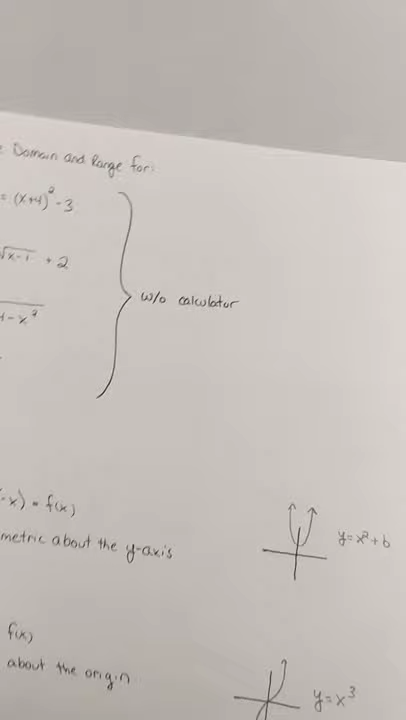 Domain and Range for:
= (x+4)² - 3
√x-1 + 2
w/o calculator
-x²
-x) = f(x)
y=x²+b
metric about the y-axis
f(x)
about the origin.
y=x³